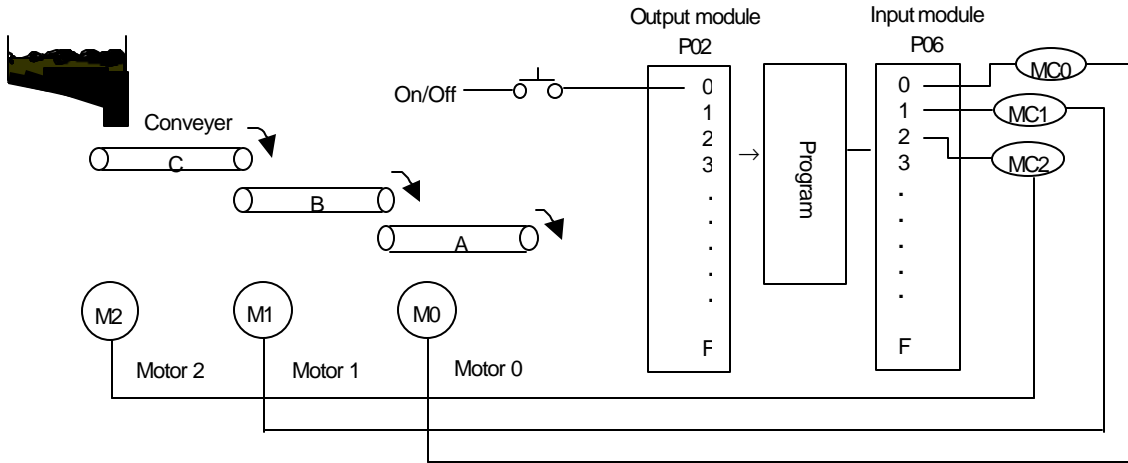 Output module
P02
Input module
P06
On/Off
0
1
2
3
.
.
.
.
.
F
→
Program
0
1
2
3
.
.
.
.
.
F
MC0
MC1
MC2
Conveyer
C
B
A
M2
M1
M0
Motor 2
Motor 1
Motor 0